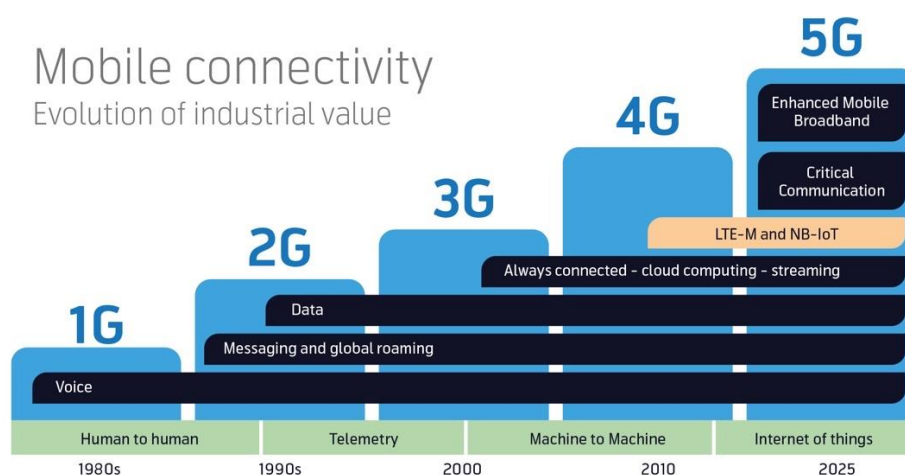 Mobile connectivity
Evolution of industrial value
5G
Enhanced Mobile
Broadband
4G
Critical
Communication
3G
LTE-M and NB-IoT
2G
Always connected - cloud computing - streaming
Data
1G
Messaging and global roaming
Voice
Human to human
Telemetry
Machine to Machine
Internet of things
1980s
1990s
2000
2010
2025